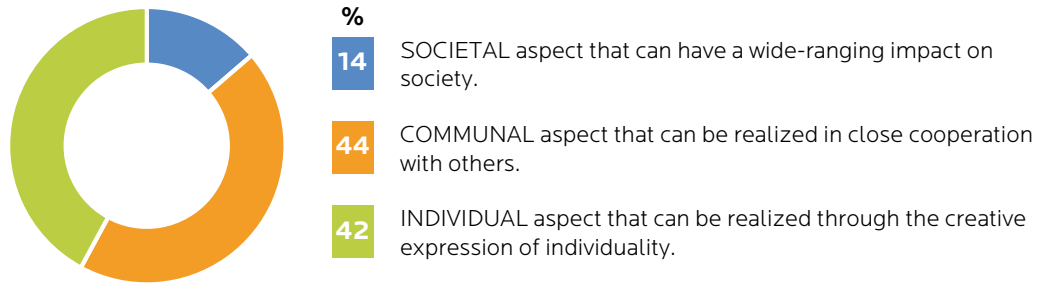 %
14
SOCIETAL aspect that can have a wide-ranging impact on
society.
44
COMMUNAL aspect that can be realized in close cooperation
with others.
42
INDIVIDUAL aspect that can be realized through the creative
expression of individuality.